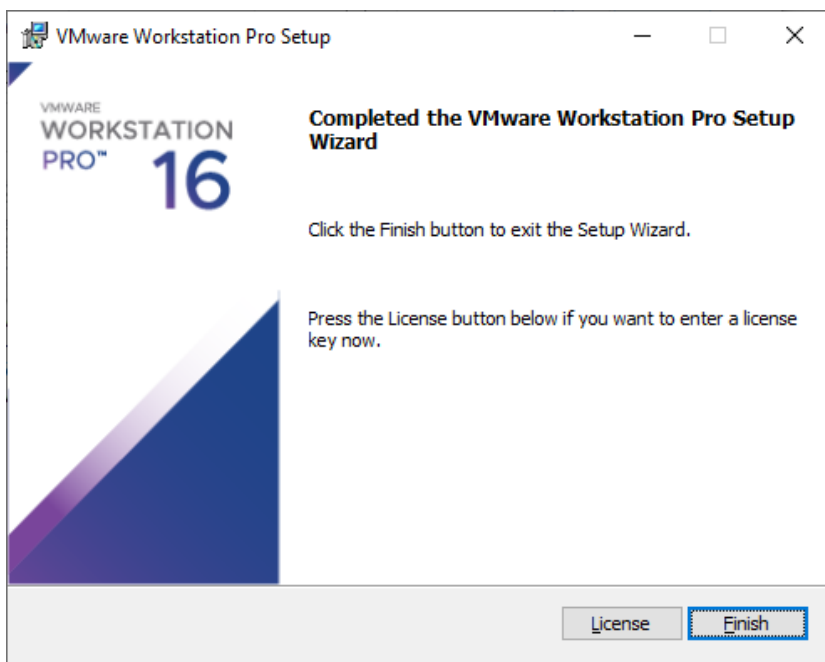 VMware Workstation Pro Setup
VMWARE
WORKSTATION
PRO™ 16
Completed the VMware Workstation Pro Setup
Wizard
Click the Finish button to exit the Setup Wizard.
Press the License button below if you want to enter a license
key now.
License
Finish